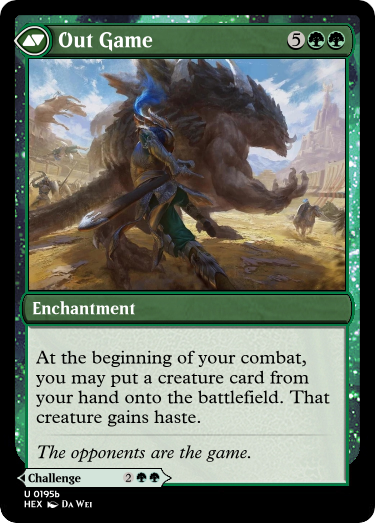 Out Game 5
Enchantment
At the beginning of your combat,
you may put a creature card from
your hand onto the battlefield. That
creature gains haste.
The opponents are the game.
Challenge 2
U 0195b
HEX Da Wei